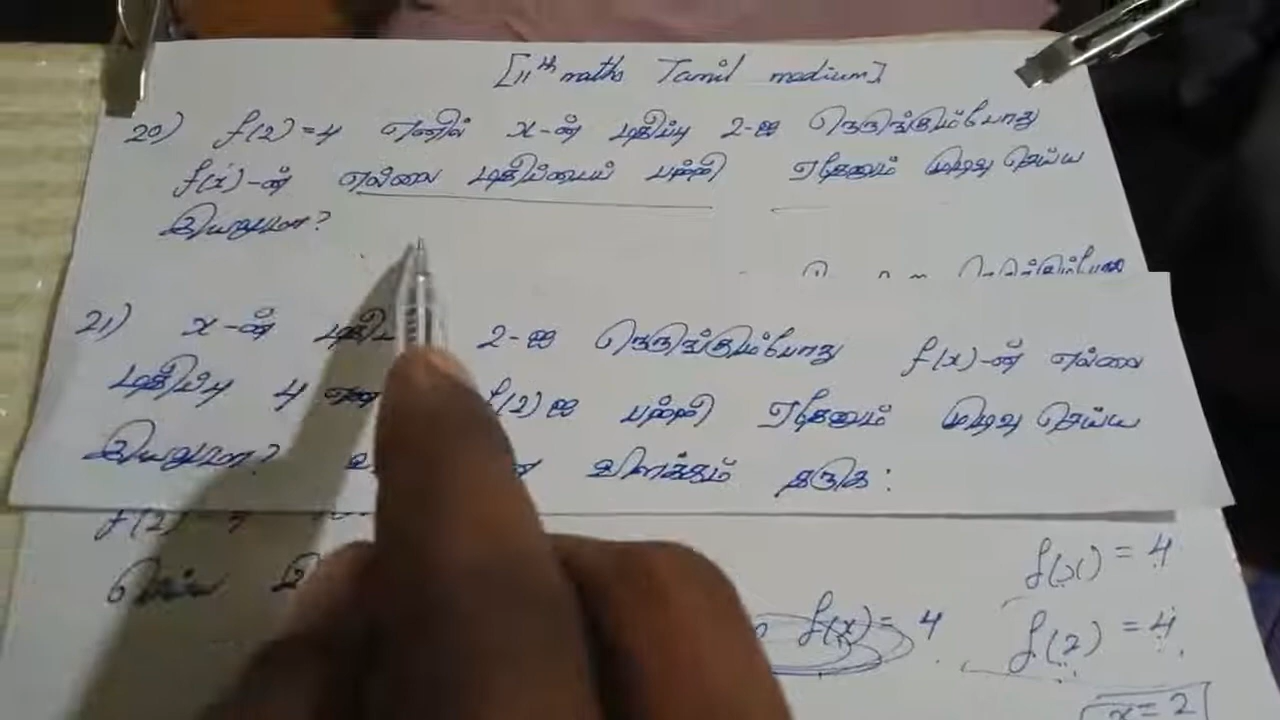 [11th maths Tamil medium]
20) f(2)=4 எனில் x-ன் மதிப்பு 2-ஐ நெருங்கும்போது
f(x)-ன் எல்லை மதிப்பைப் பற்றி ஏதேனும் முடிவு செய்ய
இயலுமா?
21) x-ன் 2-ஐ நெருங்கும்போது f(x)-ன் எல்லை
மதிப்பு 4 f(2)ஐ பற்றி ஏதேனும் முடிவு செய்ய
இயலுமா? விளக்கம் தருக:
f(x) = 4
f(2)
செய்ய
f(x) = 4 f(2) = 4
x = 2